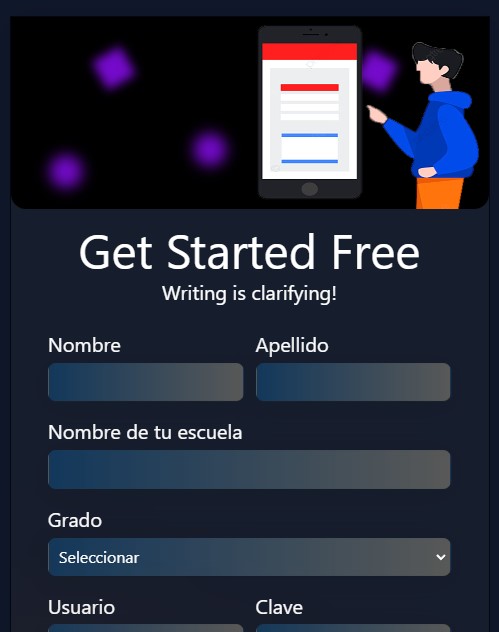 Get Started Free
Writing is clarifying!
Nombre Apellido
Nombre de tu escuela
Grado
Seleccionar
Usuario Clave